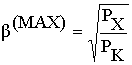 β(MAX) = √(P_X / P_K)